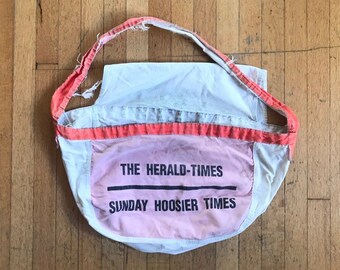 THE HERALD-TIMES
SUNDAY HOOSIER TIMES